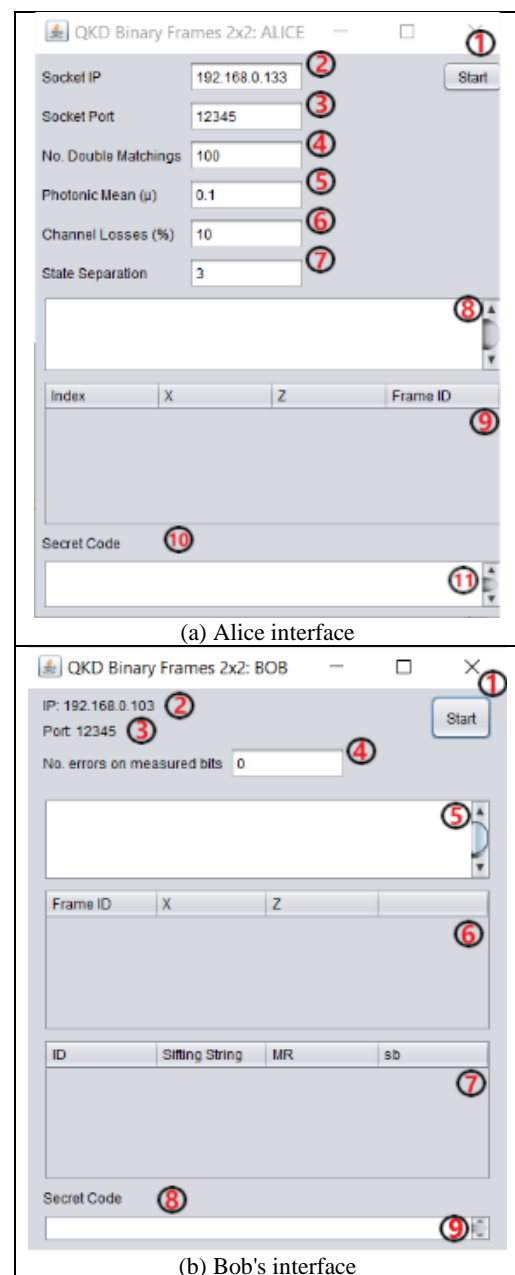 QKD Binary Frames 2x2: ALICE
1
Socket IP 192.168.0.133 2 Start
Socket Port 12345 3
No. Double Matchings 100 4
Photonic Mean (μ) 0.1 5
Channel Losses (%) 10 6
State Separation 3 7
8
Index X Z Frame ID
9
Secret Code 10
11
(a) Alice interface
QKD Binary Frames 2x2: BOB
1
IP: 192.168.0.103 2 Start
Port: 12345 3
No. errors on measured bits 0 4
5
Frame ID X Z
6
ID Sifting String MR sb
7
Secret Code 8
9
(b) Bob's interface